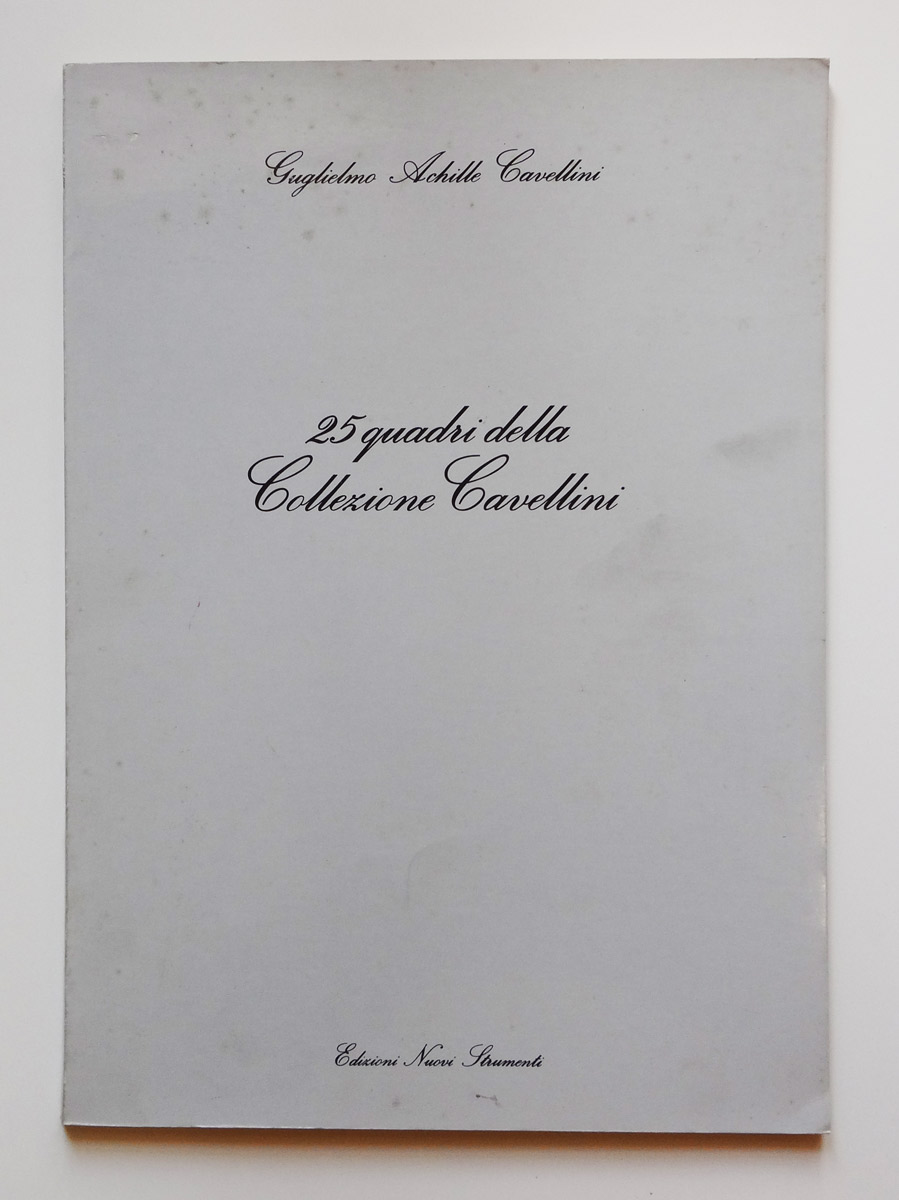 Guglielmo Achille Cavellini
25 quadri della
Collezione Cavellini
Edizioni Nuovi Strumenti